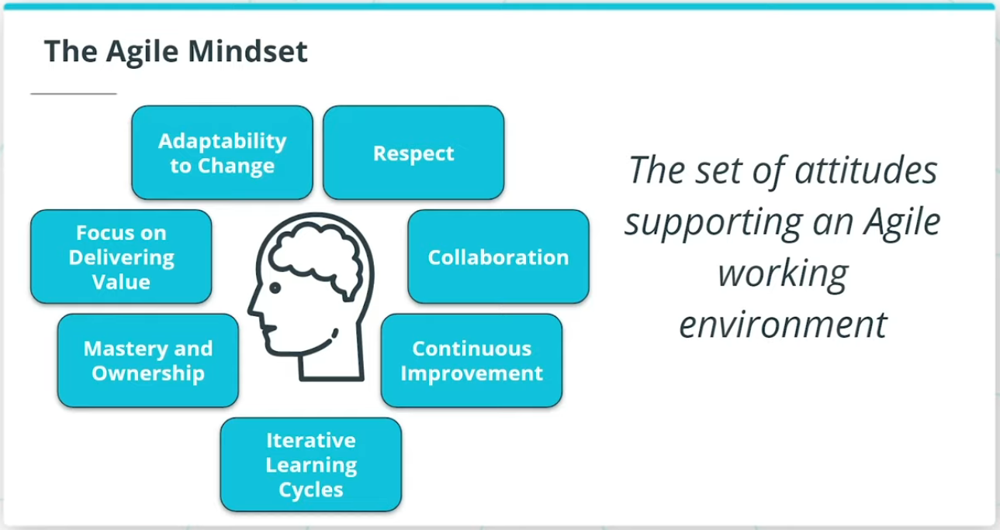 The Agile Mindset
Adaptability
to Change
Respect
Focus on
Delivering
Value
Collaboration
Mastery and
Ownership
Continuous
Improvement
Iterative
Learning
Cycles
The set of attitudes
supporting an Agile
working
environment